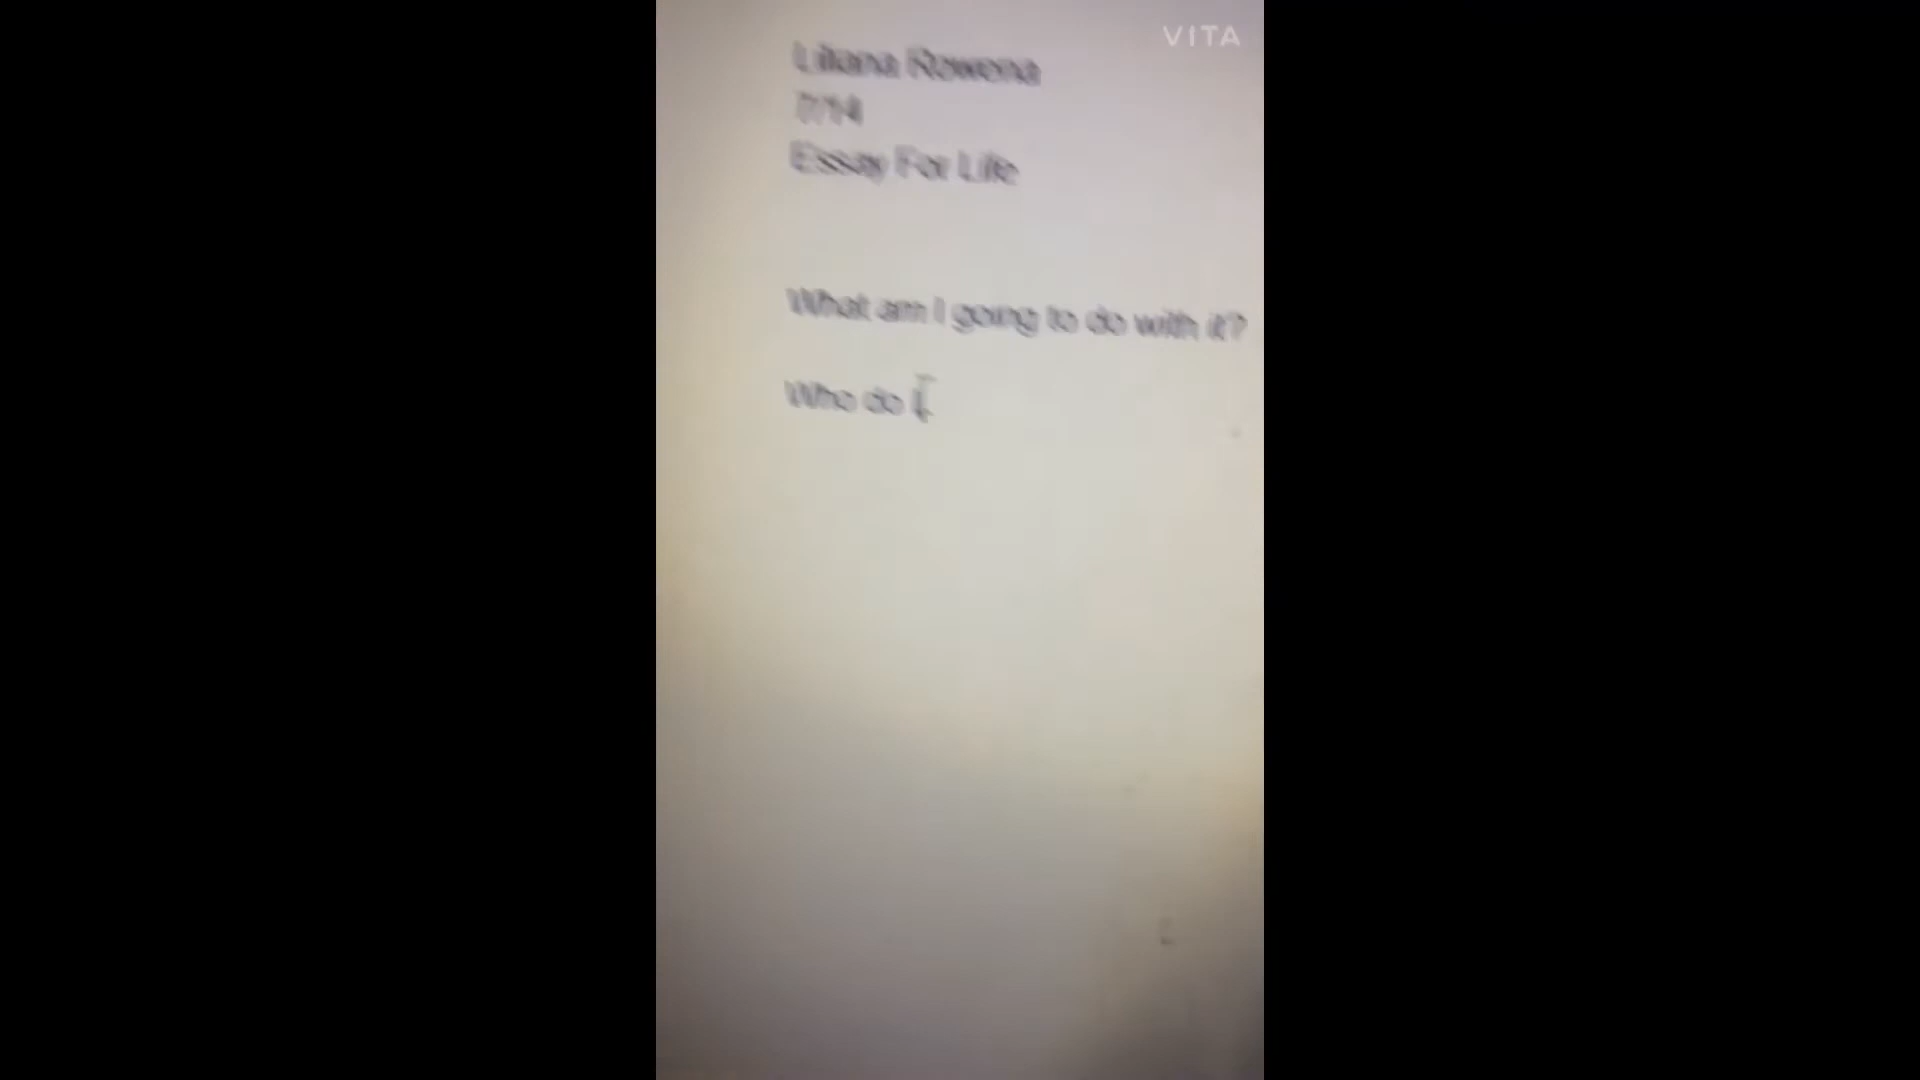 VITA
Liliana Rowena
7/14
Essay For Life
What am I going to do with it?
Who do I